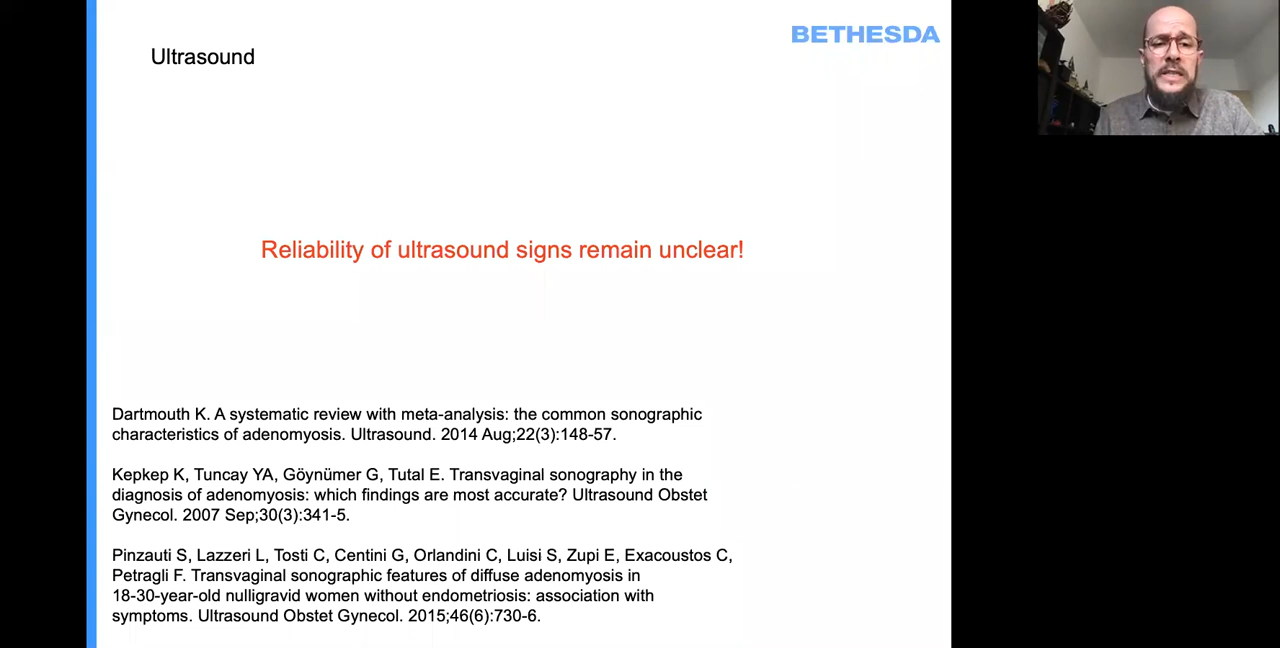 BETHESDA
Ultrasound
Reliability of ultrasound signs remain unclear!
Dartmouth K. A systematic review with meta-analysis: the common sonographic
characteristics of adenomyosis. Ultrasound. 2014 Aug;22(3):148-57.
Kepkep K, Tuncay YA, Göynümer G, Tutal E. Transvaginal sonography in the
diagnosis of adenomyosis: which findings are most accurate? Ultrasound Obstet
Gynecol. 2007 Sep;30(3):341-5.
Pinzauti S, Lazzeri L, Tosti C, Centini G, Orlandini C, Luisi S, Zupi E, Exacoustos C,
Petragli F. Transvaginal sonographic features of diffuse adenomyosis in
18-30-year-old nulligravid women without endometriosis: association with
symptoms. Ultrasound Obstet Gynecol. 2015;46(6):730-6.